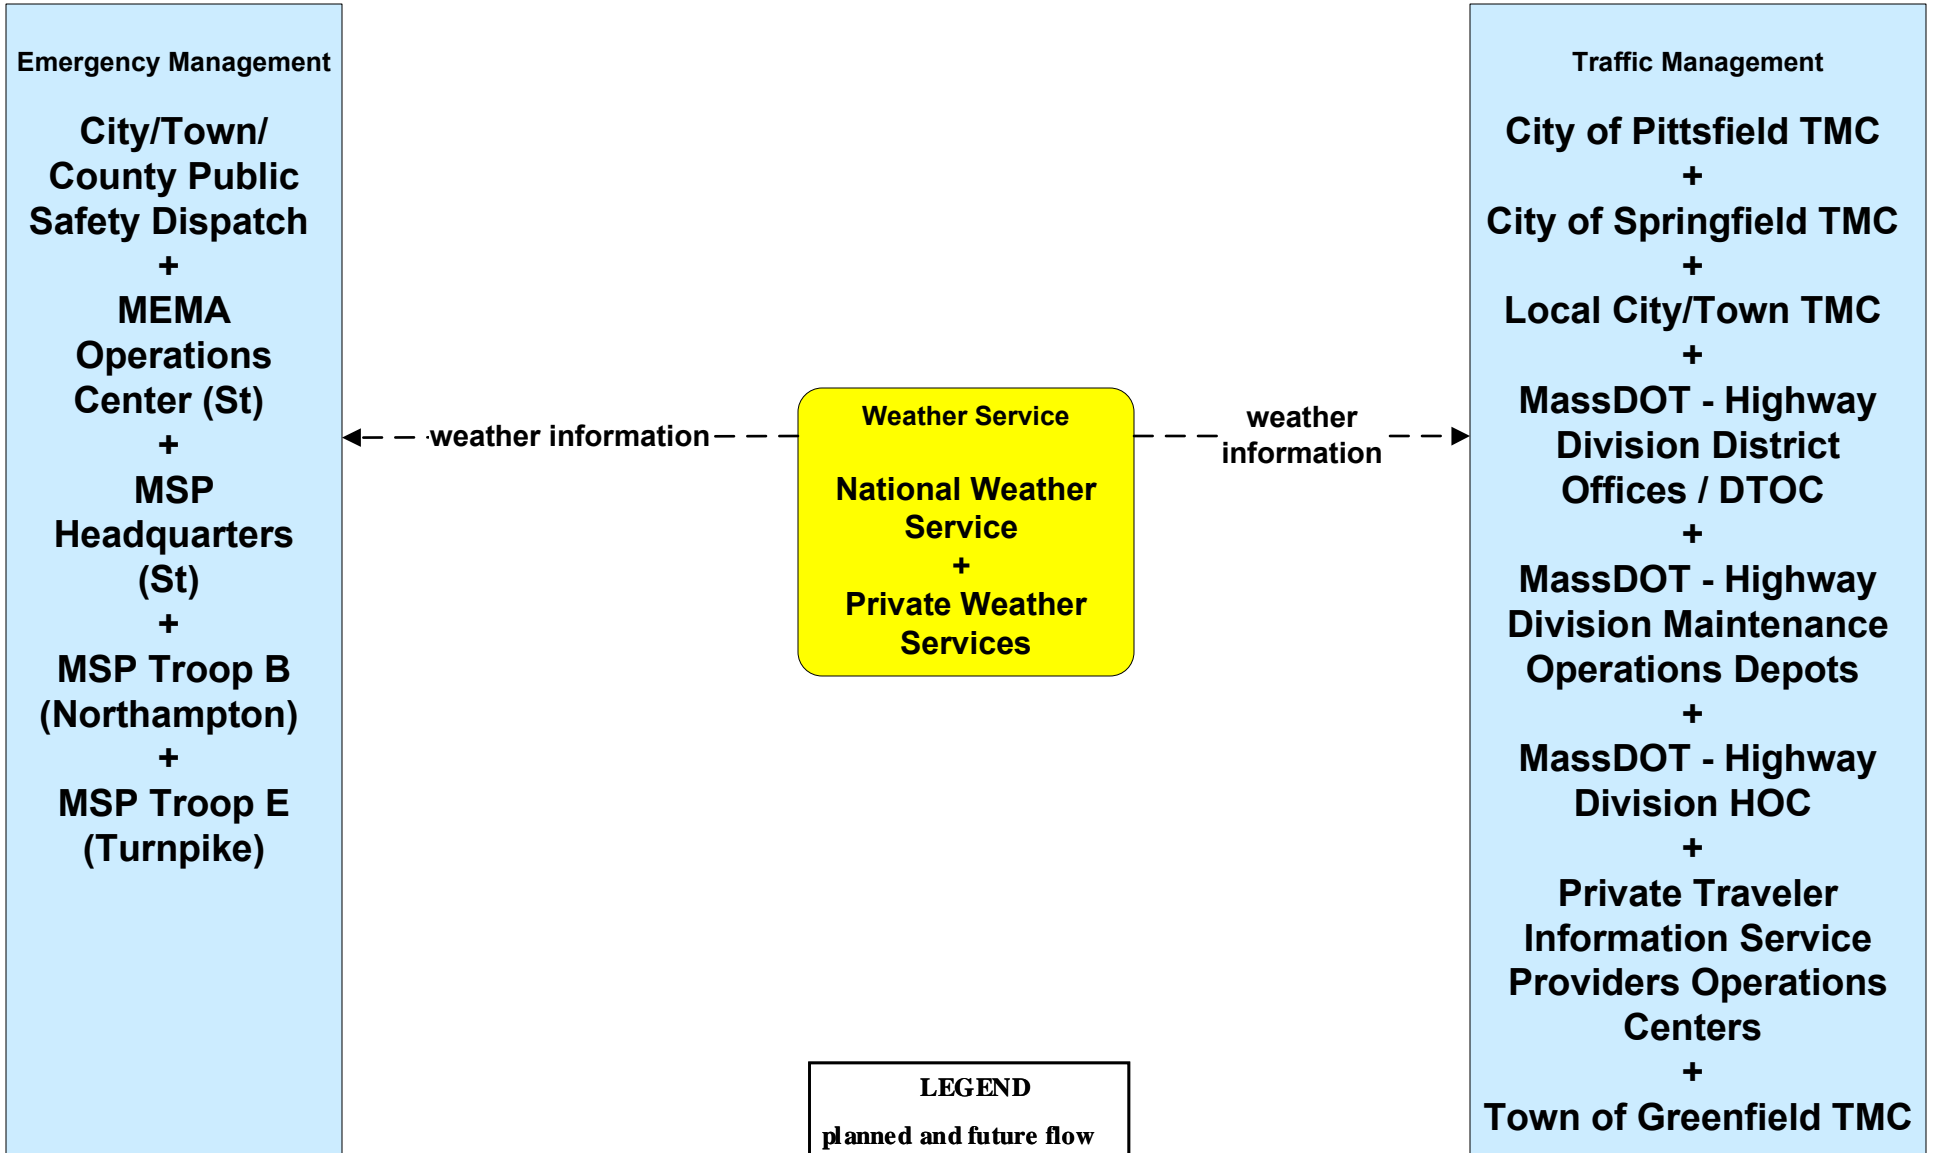 Emergency Management
City/Town/
County Public
Safety Dispatch
+
MEMA
Operations
Center (St)
+
MSP
Headquarters
(St)
+
MSP Troop B
(Northampton)
+
MSP Troop E
(Turnpike)
weather information
Weather Service
National Weather
Service
+
Private Weather
Services
weather
information
Traffic Management
City of Pittsfield TMC
+
City of Springfield TMC
+
Local City/Town TMC
+
MassDOT - Highway
Division District
Offices / DTOC
+
MassDOT - Highway
Division Maintenance
Operations Depots
+
MassDOT - Highway
Division HOC
+
Private Traveler
Information Service
Providers Operations
Centers
+
Town of Greenfield TMC
LEGEND
planned and future flow